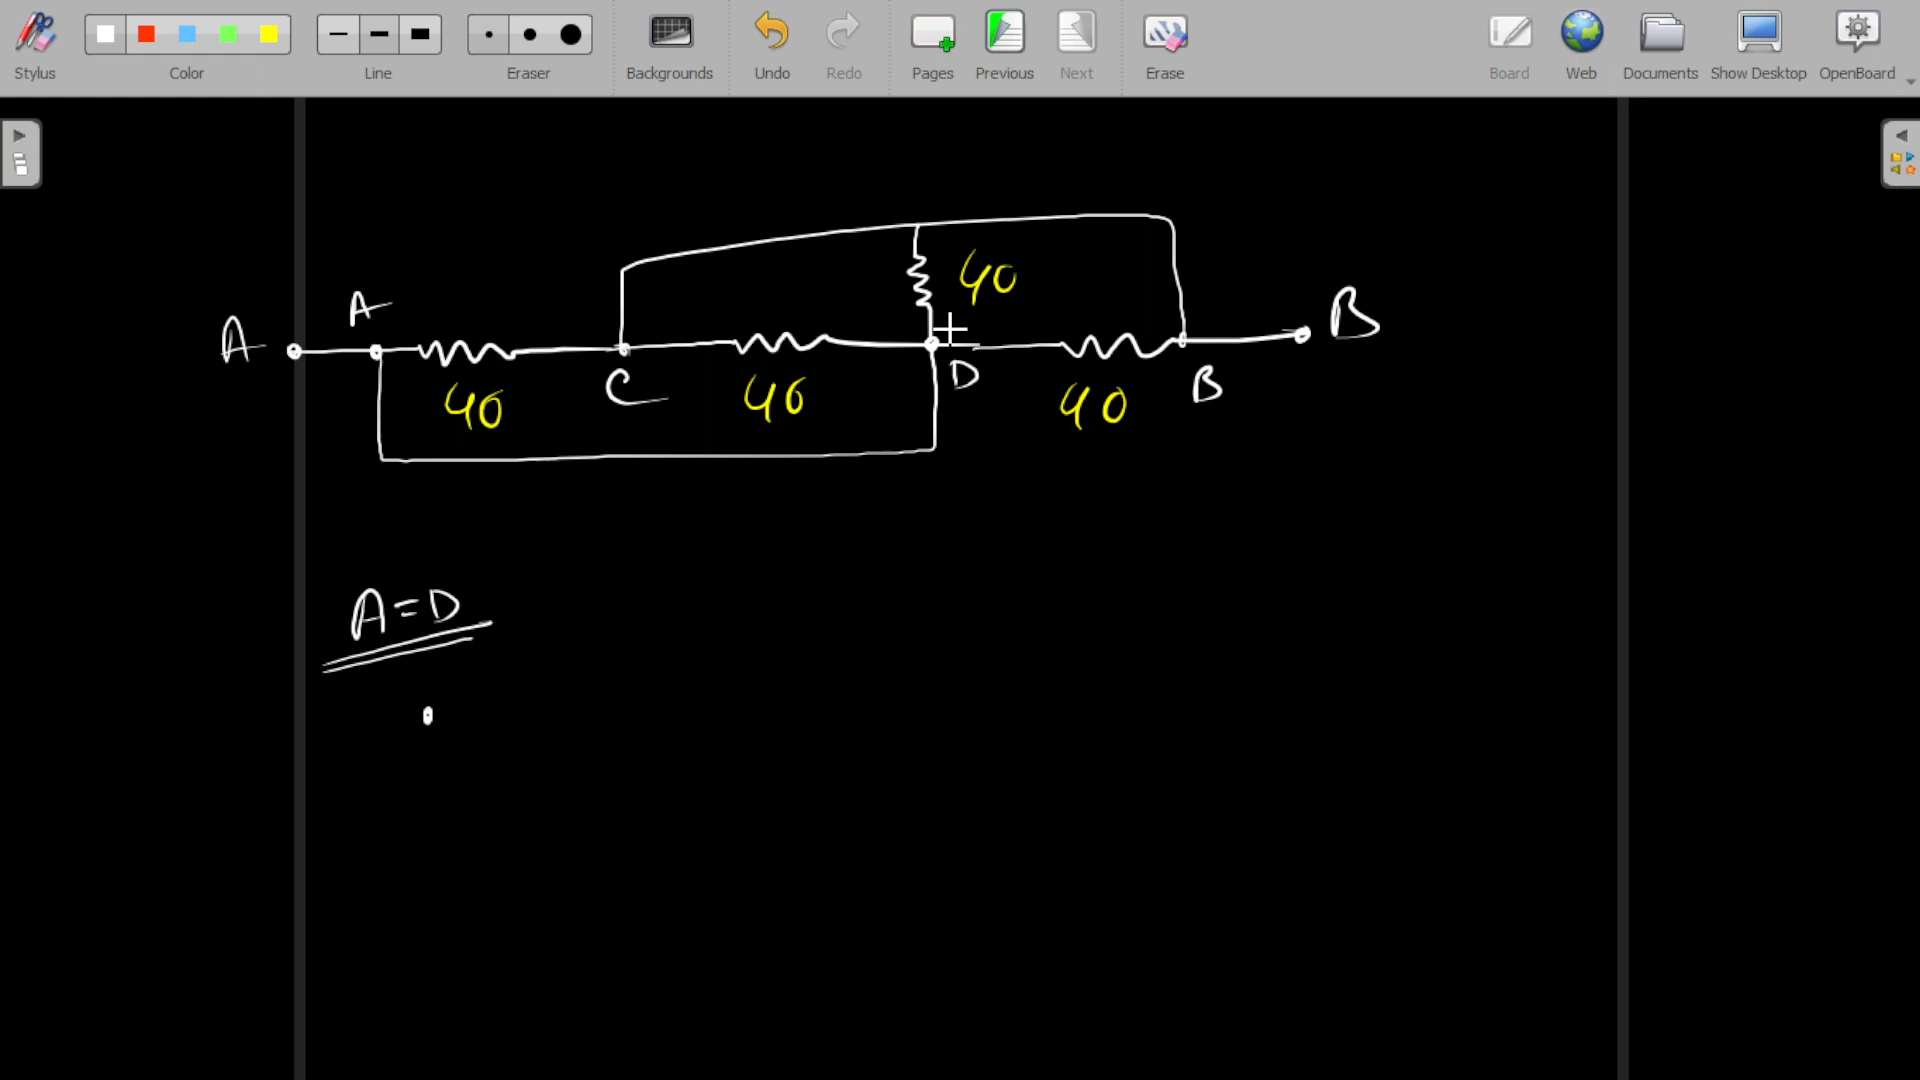 Stylus Color Line Eraser Backgrounds Undo Redo Pages Previous Next Erase Board Web Documents Show Desktop OpenBoard
40
A A B
C D B
40 40 40
A=D